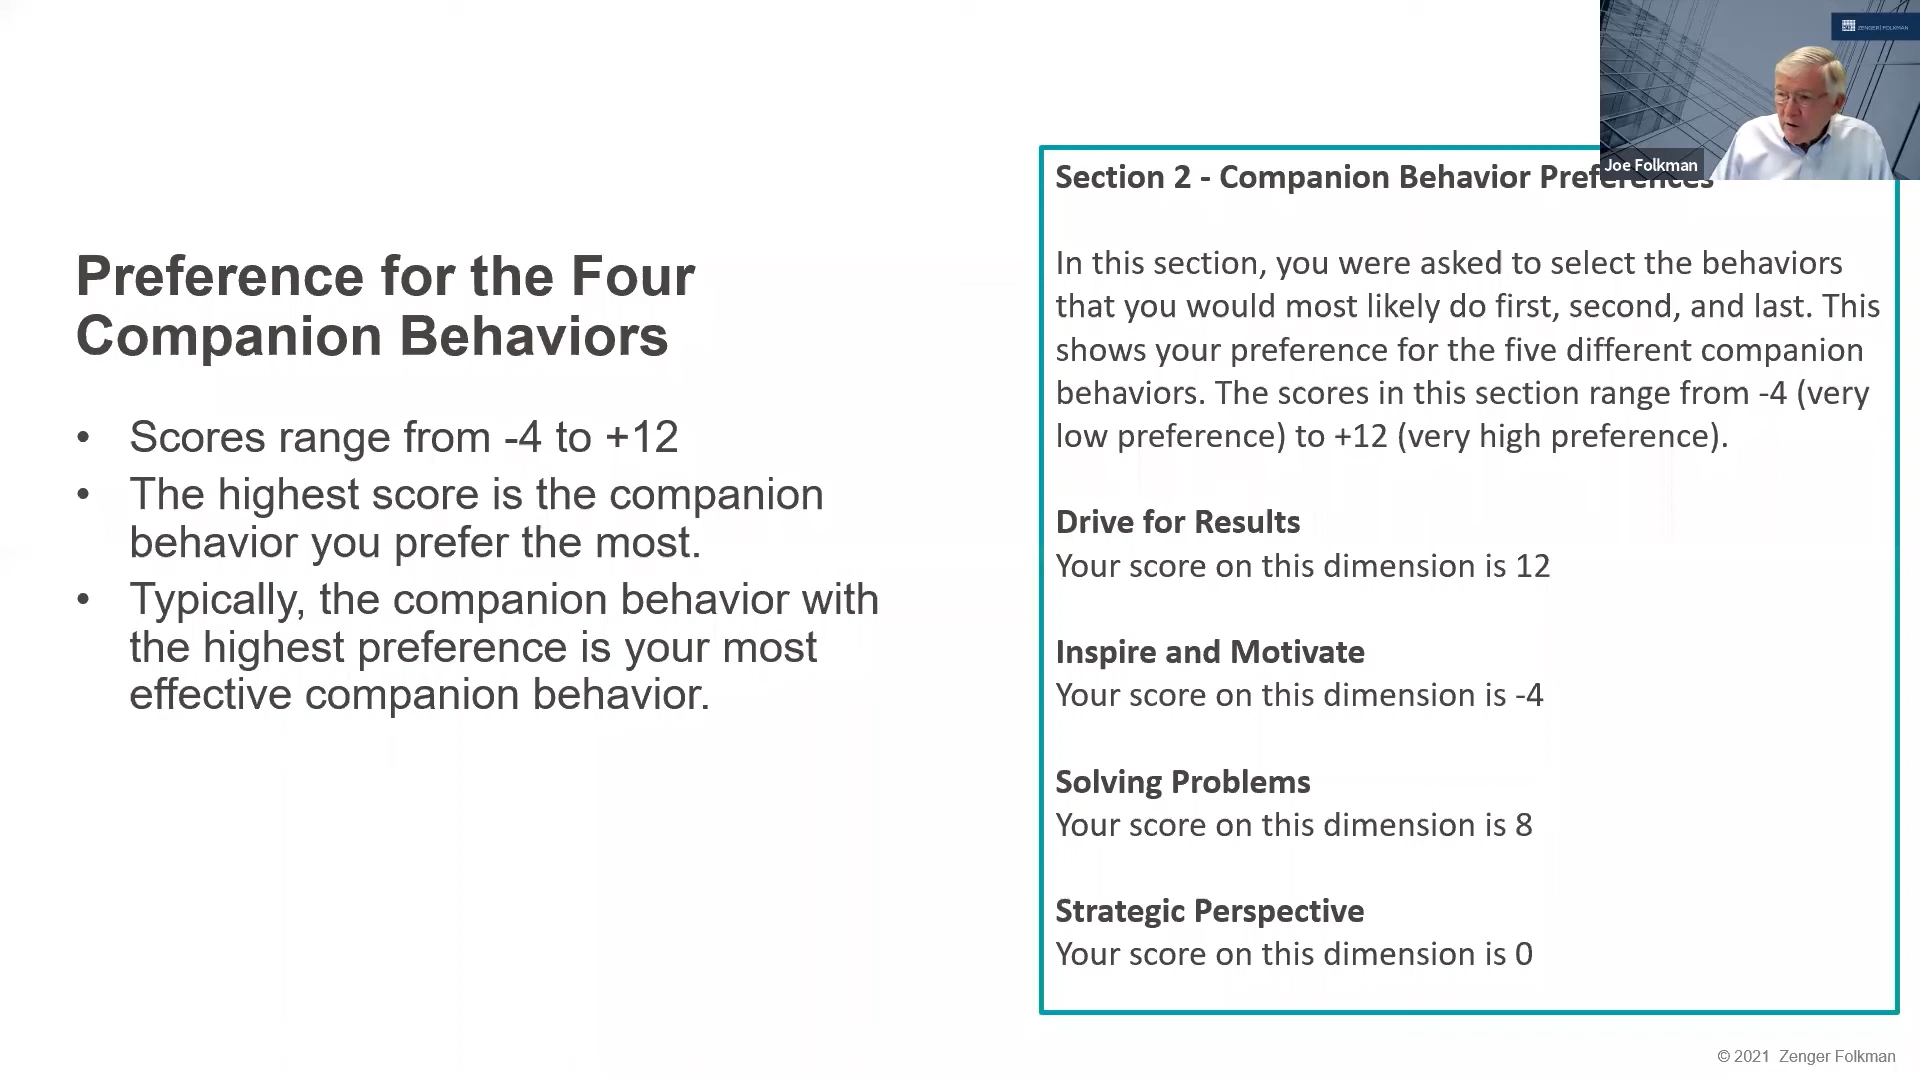 ZENGER|FOLKMAN
Joe Folkman
Section 2 - Companion Behavior Preferences
In this section, you were asked to select the behaviors
that you would most likely do first, second, and last. This
shows your preference for the five different companion
behaviors. The scores in this section range from -4 (very
low preference) to +12 (very high preference).
Drive for Results
Your score on this dimension is 12
Inspire and Motivate
Your score on this dimension is -4
Solving Problems
Your score on this dimension is 8
Strategic Perspective
Your score on this dimension is 0
Preference for the Four
Companion Behaviors
• Scores range from -4 to +12
• The highest score is the companion
behavior you prefer the most.
• Typically, the companion behavior with
the highest preference is your most
effective companion behavior.
© 2021 Zenger Folkman